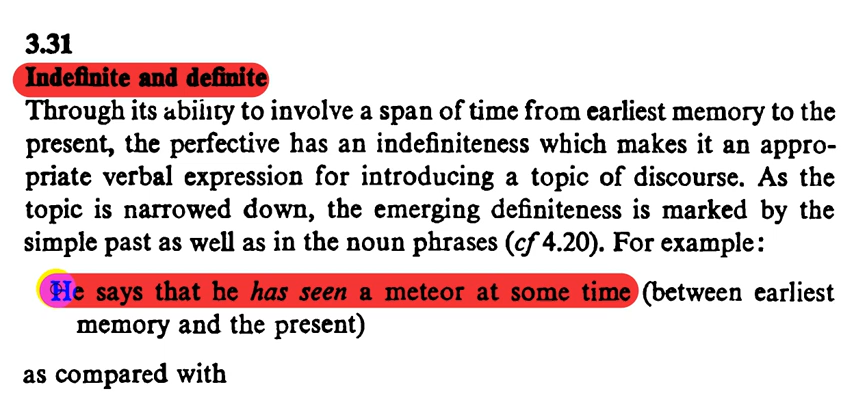 3.31
Indefinite and definite
Through its ability to involve a span of time from earliest memory to the
present, the perfective has an indefiniteness which makes it an appro-
priate verbal expression for introducing a topic of discourse. As the
topic is narrowed down, the emerging definiteness is marked by the
simple past as well as in the noun phrases (cf 4.20). For example:
He says that he has seen a meteor at some time (between earliest
memory and the present)
as compared with